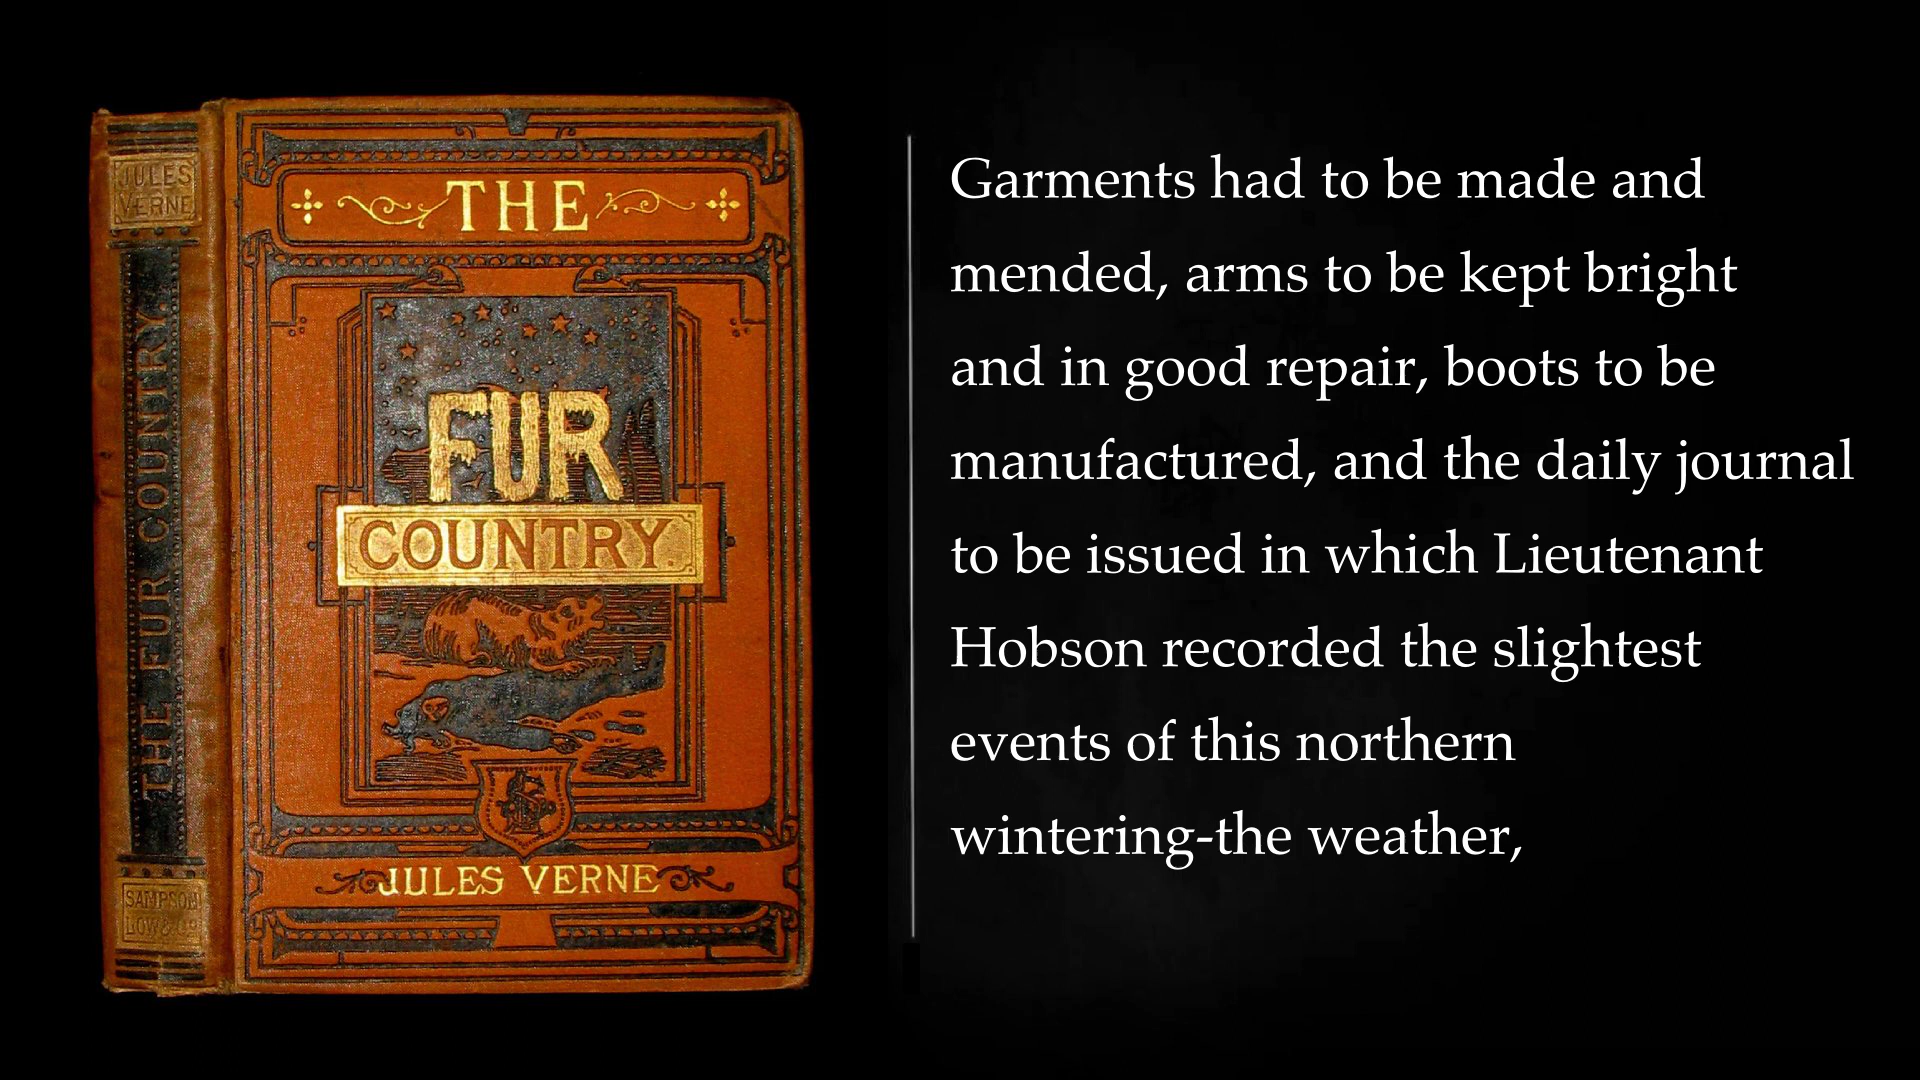 JULES
VERNE
THE FUR COUNTRY.
SAMPSON
LOW & Co
THE
FUR
COUNTRY.
JULES VERNE
Garments had to be made and
mended, arms to be kept bright
and in good repair, boots to be
manufactured, and the daily journal
to be issued in which Lieutenant
Hobson recorded the slightest
events of this northern
wintering-the weather,